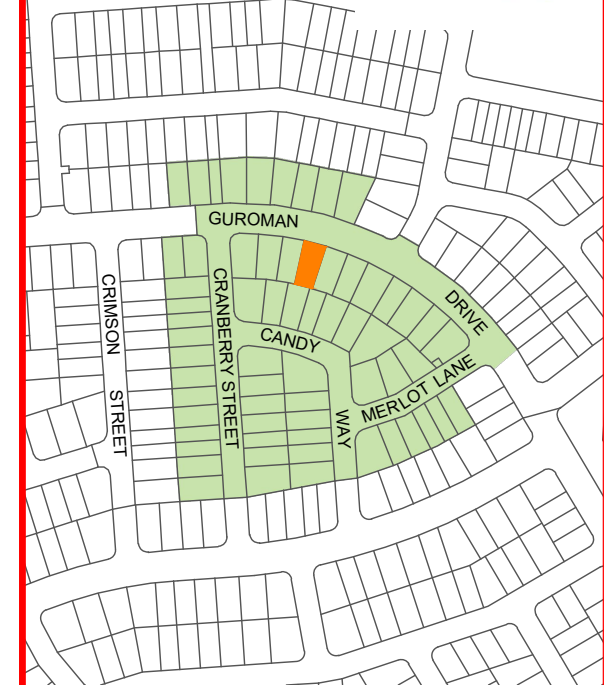 GUROMAN
DRIVE
CRIMSON STREET
CRANBERRY STREET
CANDY WAY
MERLOT LANE